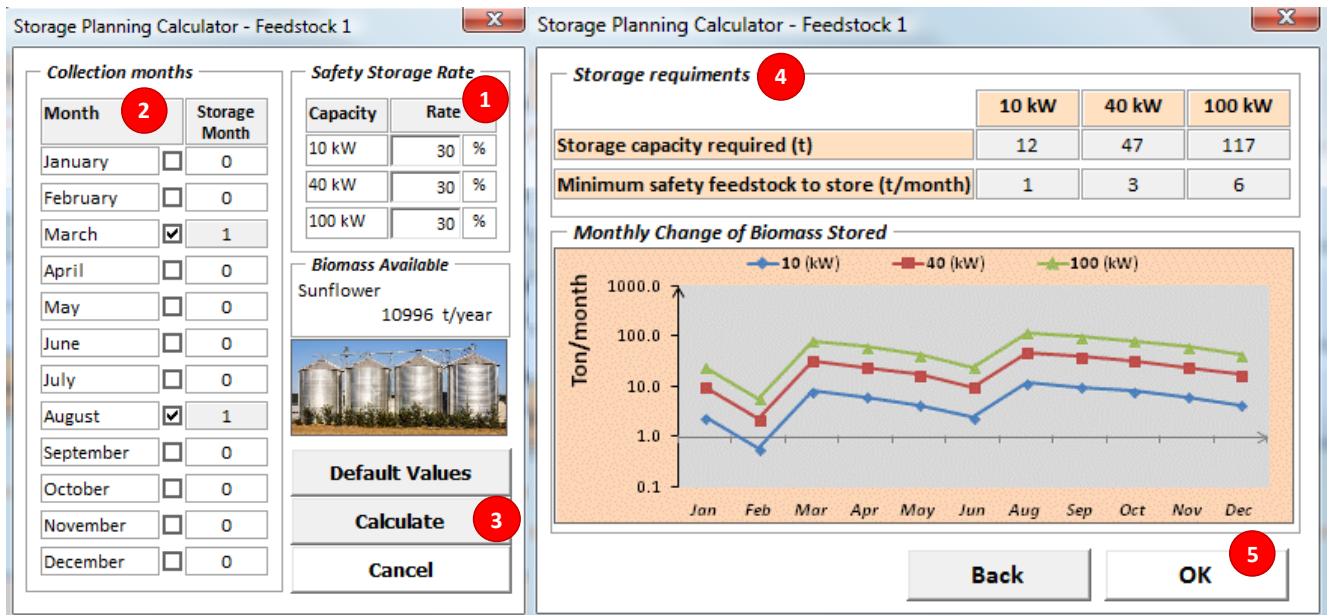 Storage Planning Calculator - Feedstock 1
X
Collection months
Month
2
Storage
Month
January 0
February 0
March 1
April 0
May 0
June 0
July 0
August 1
September 0
October 0
November 0
December 0
Safety Storage Rate
1
Capacity Rate
10 kW 30 %
40 kW 30 %
100 kW 30 %
Biomass Available
Sunflower
10996 t/year
Default Values
Calculate
3
Cancel
Storage Planning Calculator - Feedstock 1
X
Storage requiments
4
10 kW 40 kW 100 kW
Storage capacity required (t) 12 47 117
Minimum safety feedstock to store (t/month) 1 3 6
Monthly Change of Biomass Stored
10 (kW) 40 (kW) 100 (kW)
Ton/month
1000.0
100.0
10.0
1.0
0.1
Jan Feb Mar Apr May Jun Aug Sep Oct Nov Dec
Back
OK
5